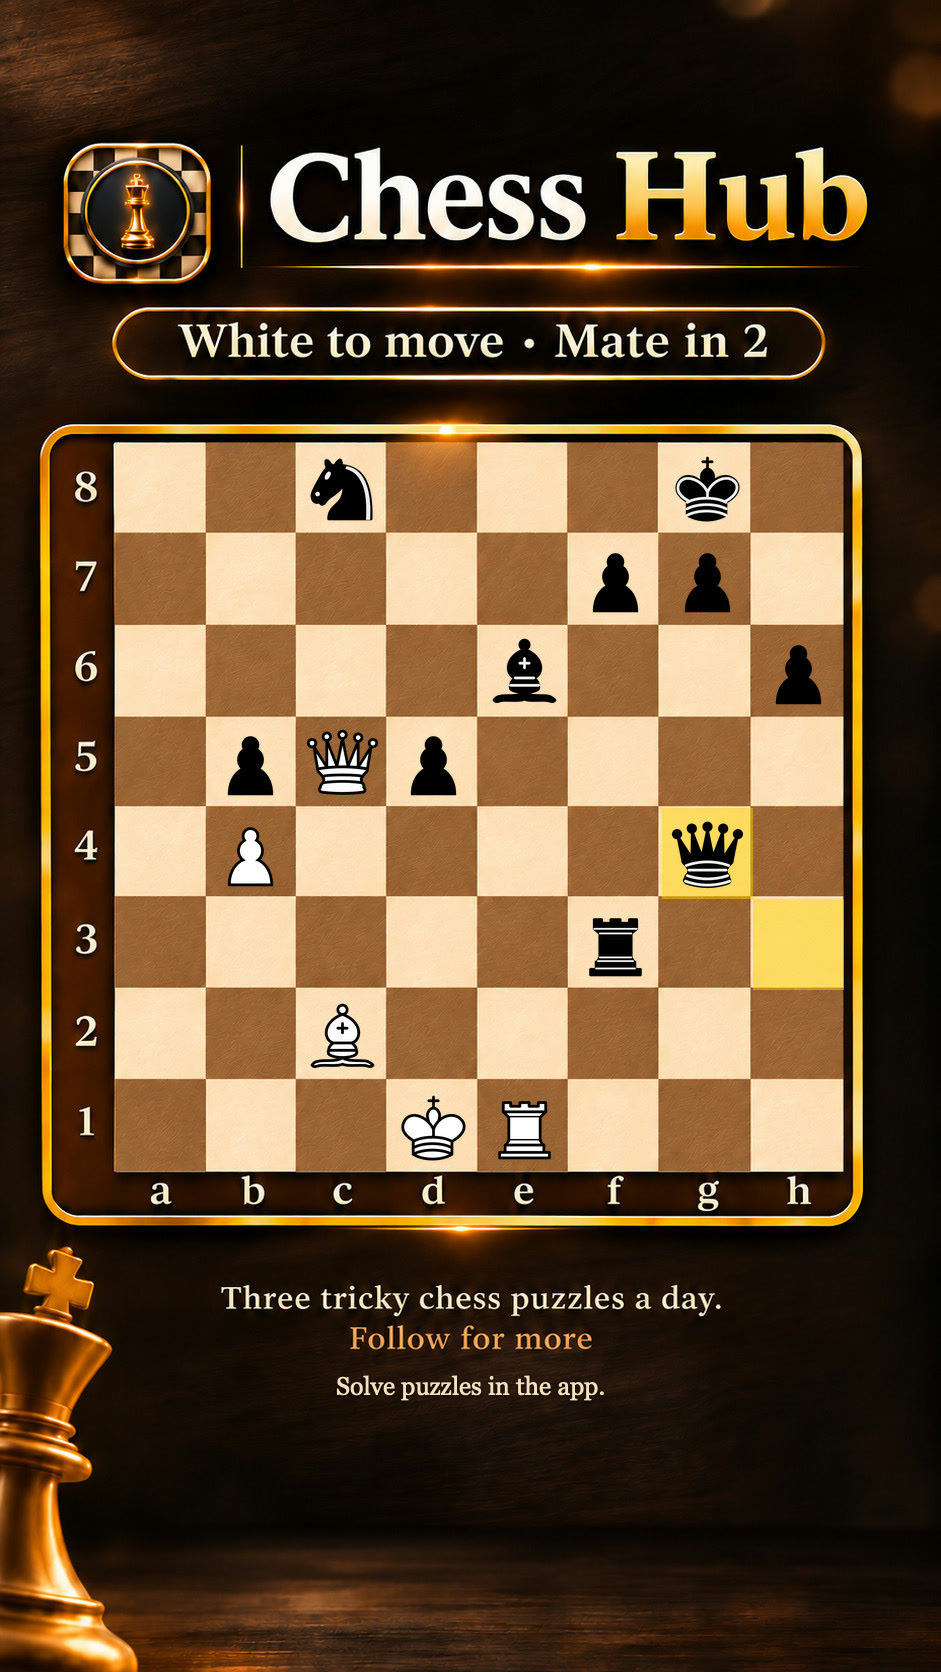 Chess Hub
White to move • Mate in 2
8
7
6
5
4
3
2
1
a b c d e f g h
Three tricky chess puzzles a day.
Follow for more
Solve puzzles in the app.